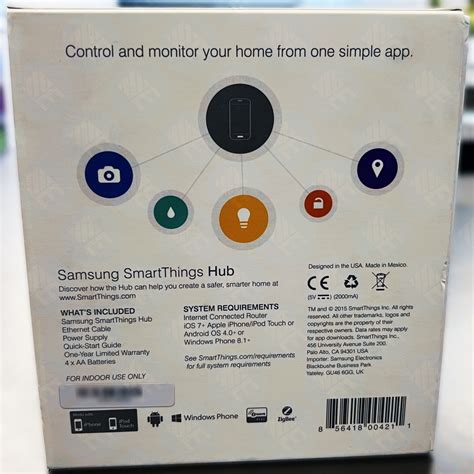 Control and monitor your home from one simple app.
Samsung SmartThings Hub
Discover how the Hub can help you create a safer, smarter home at
www.SmartThings.com
WHAT'S INCLUDED
Samsung SmartThings Hub
Ethernet Cable
Power Supply
Quick-Start Guide
One-Year Limited Warranty
4 x AA Batteries
FOR INDOOR USE ONLY
SYSTEM REQUIREMENTS
Internet Connected Router
iOS 7+ Apple iPhone/iPod Touch or
Android OS 4.0+ or
Windows Phone 8.1+
See SmartThings.com/requirements
for full system requirements
Designed in the USA. Made in Mexico.
CE
(5V ⎓) (2000mA)
TM and © 2015 SmartThings Inc. All rights
reserved. All other trademarks, logos and
copyrights are the property of their
respective owners. Data rates may
apply for app downloads. SmartThings Inc.,
456 University Avenue Suite 200.
Palo Alto, CA 94301 USA
Importer: Samsung Electronics
Blackbushe Business Park
Yateley. GU46 6GG, UK
Made for
iPhone
iPod Touch
Windows Phone
ZigBee
8 56418 00421 1